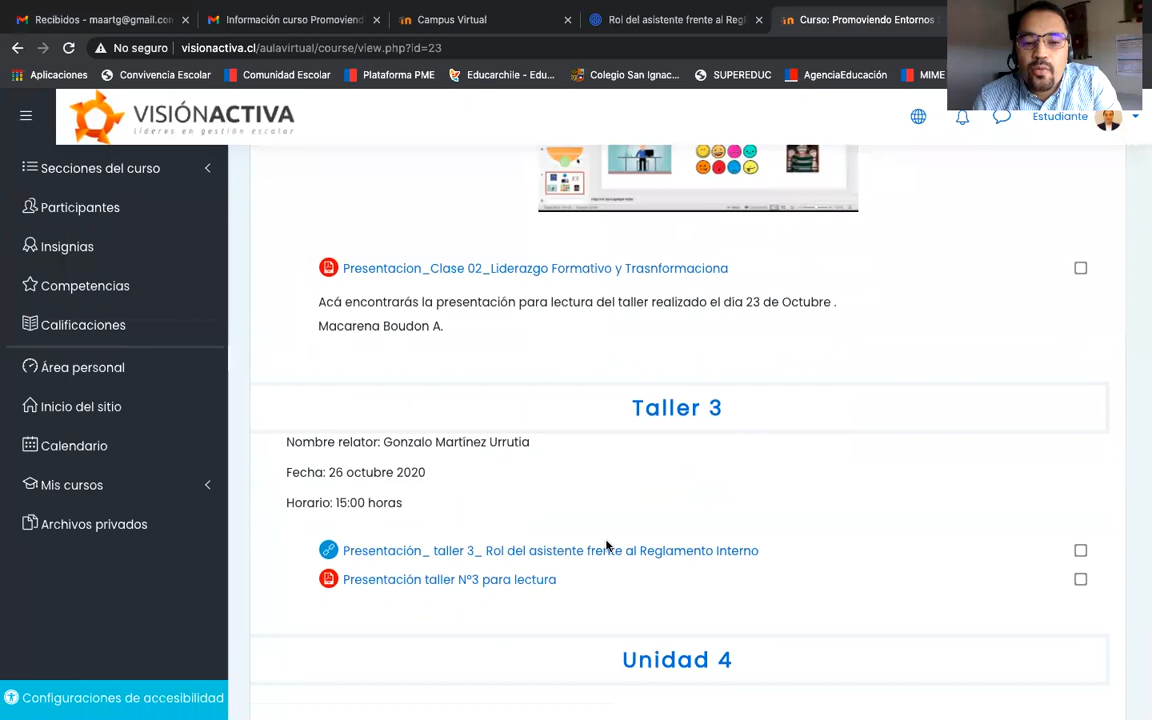 Recibidos - maartg@gmail.con
Información curso Promoviend
Campus Virtual
Rol del asistente frente al Regl
Curso: Promoviendo Entornos
No seguro
visionactiva.cl/aulavirtual/course/view.php?id=23
Aplicaciones
Convivencia Escolar
Comunidad Escolar
Plataforma PME
Educarchile - Edu...
Colegio San Ignac...
SUPEREDUC
AgenciaEducación
MIME
VISIÓNACTIVA
líderes en gestión escolar
Estudiante
Secciones del curso
Participantes
Insignias
Competencias
Calificaciones
Área personal
Inicio del sitio
Calendario
Mis cursos
Archivos privados
Configuraciones de accesibilidad
Presentacion_Clase 02_Liderazgo Formativo y Trasnformaciona
Acá encontrarás la presentación para lectura del taller realizado el día 23 de Octubre .
Macarena Boudon A.
Taller 3
Nombre relator: Gonzalo Martínez Urrutia
Fecha: 26 octubre 2020
Horario: 15:00 horas
Presentación_ taller 3_ Rol del asistente frente al Reglamento Interno
Presentación taller N°3 para lectura
Unidad 4